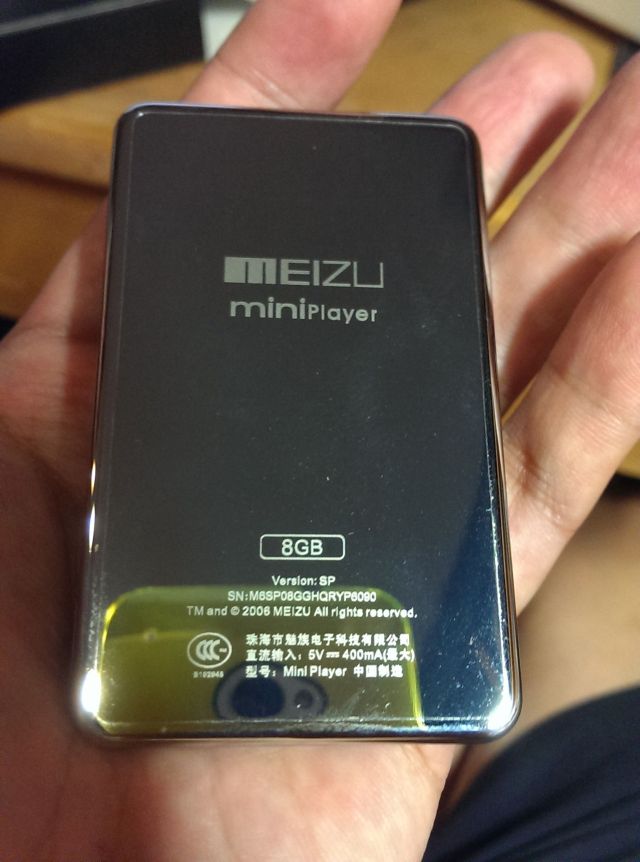 MEIZU
miniPlayer
8GB
Version: SP
SN:M6SP08GGHQRYP6090
TM and © 2006 MEIZU All rights reserved.
珠海市魅族电子科技有限公司
直流输入：5V⎓400mA(最大)
型号：Mini Player 中国制造
CCC